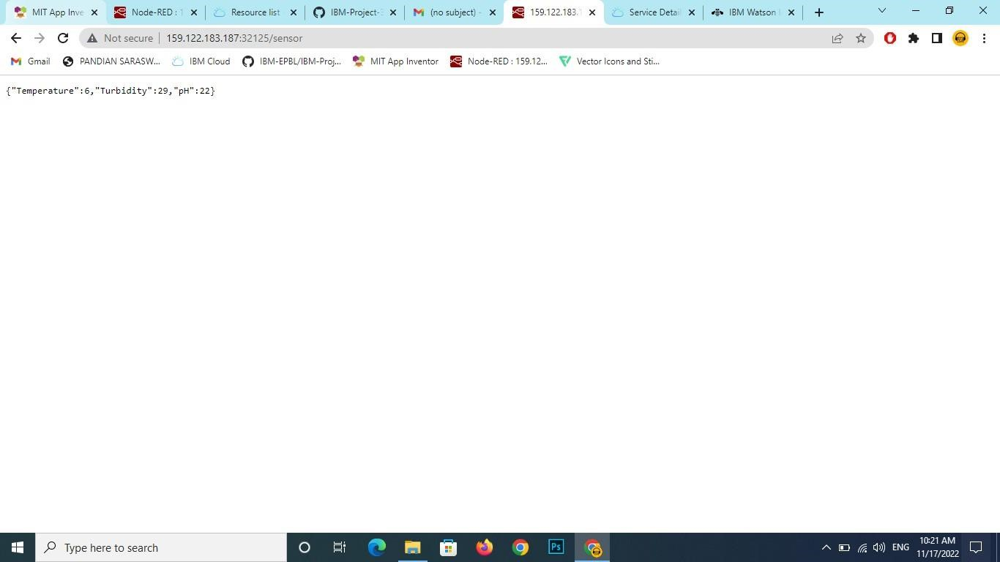 MIT App Inve
Node-RED : 1
Resource list
IBM-Project-3
(no subject) -
159.122.183.1
Service Detail
IBM Watson I
Not secure
159.122.183.187:32125/sensor
Gmail
PANDIAN SARASW...
IBM Cloud
IBM-EPBL/IBM-Proj...
MIT App Inventor
Node-RED : 159.12...
Vector Icons and Sti...
{"Temperature":6,"Turbidity":29,"pH":22}
Type here to search
Ps
ENG
10:21 AM
11/17/2022